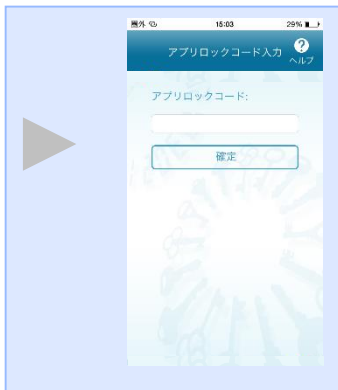 圏外 15:03 29%
アプリロックコード入力 ?
ヘルプ
アプリロックコード:
確定